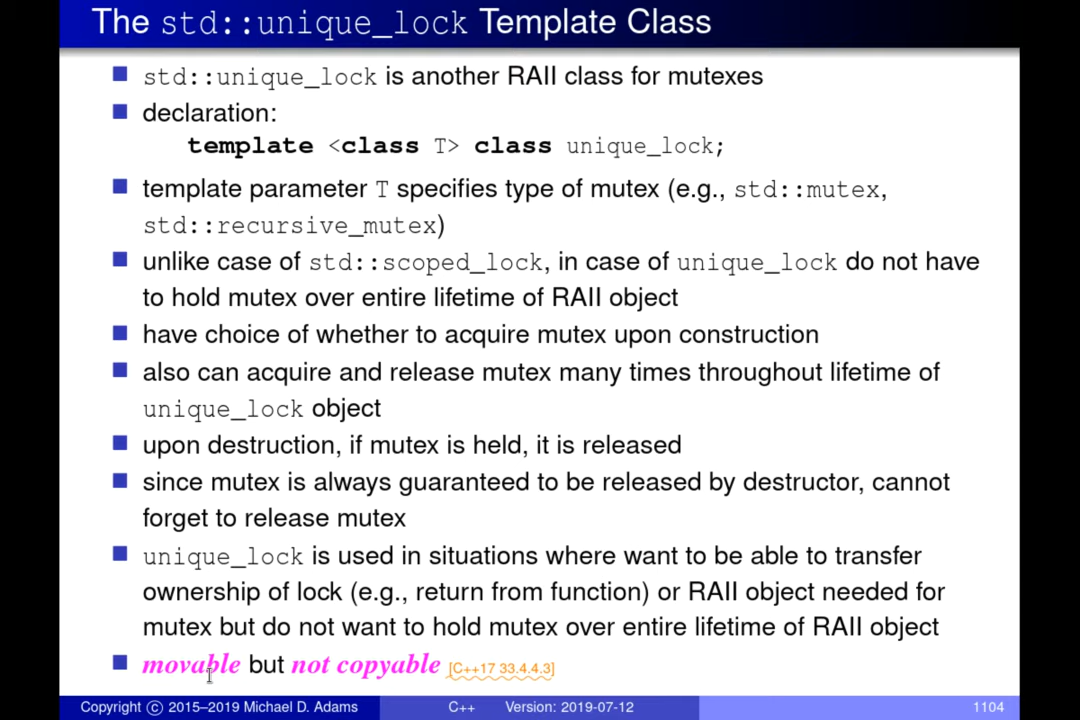 The std::unique_lock Template Class
std::unique_lock is another RAII class for mutexes
declaration:
template <class T> class unique_lock;
template parameter T specifies type of mutex (e.g., std::mutex,
std::recursive_mutex)
unlike case of std::scoped_lock, in case of unique_lock do not have
to hold mutex over entire lifetime of RAII object
have choice of whether to acquire mutex upon construction
also can acquire and release mutex many times throughout lifetime of
unique_lock object
upon destruction, if mutex is held, it is released
since mutex is always guaranteed to be released by destructor, cannot
forget to release mutex
unique_lock is used in situations where want to be able to transfer
ownership of lock (e.g., return from function) or RAII object needed for
mutex but do not want to hold mutex over entire lifetime of RAII object
movable but not copyable [C++17 33.4.4.3]
Copyright © 2015–2019 Michael D. Adams C++ Version: 2019-07-12 1104